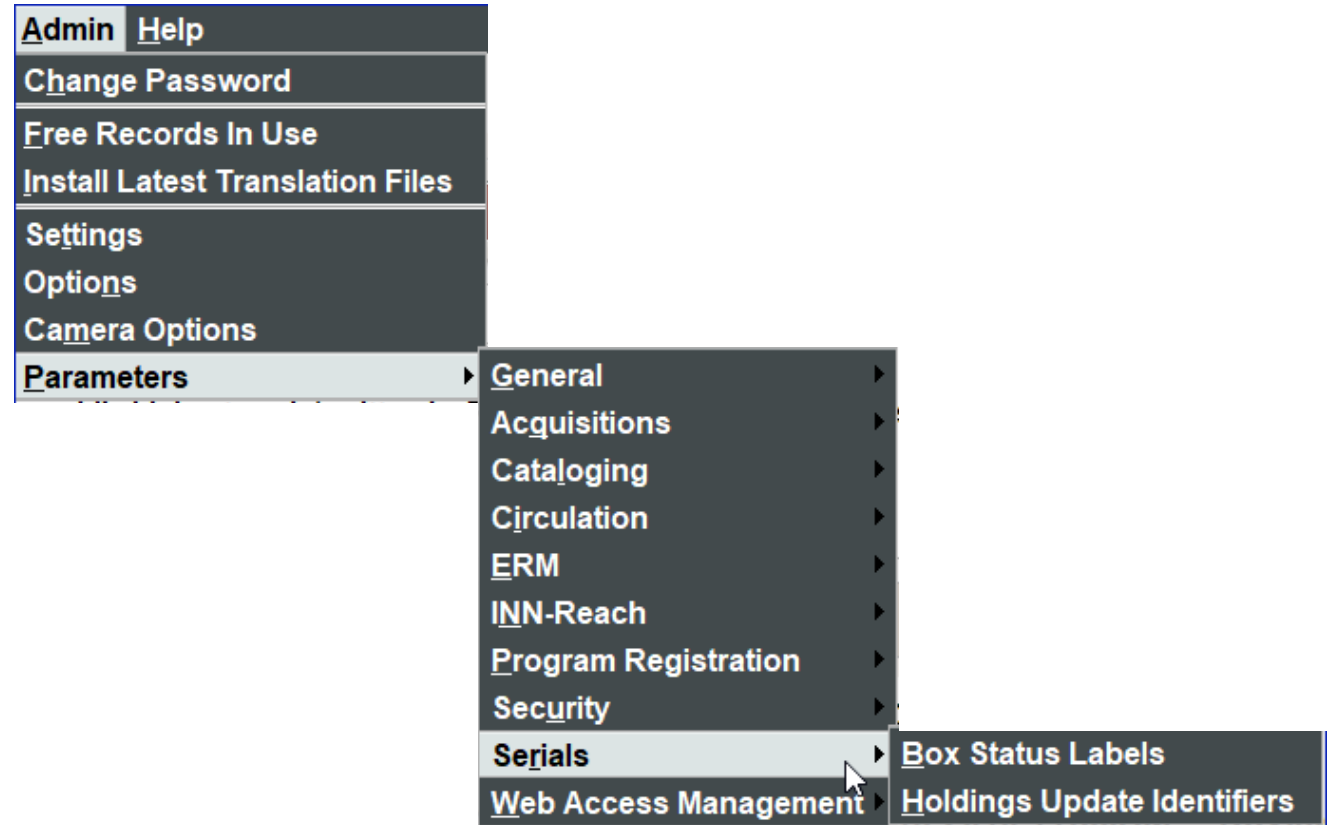 Admin Help
Change Password
Free Records In Use
Install Latest Translation Files
Settings
Options
Camera Options
Parameters
General
Acquisitions
Cataloging
Circulation
ERM
INN-Reach
Program Registration
Security
Serials
Web Access Management
Box Status Labels
Holdings Update Identifiers